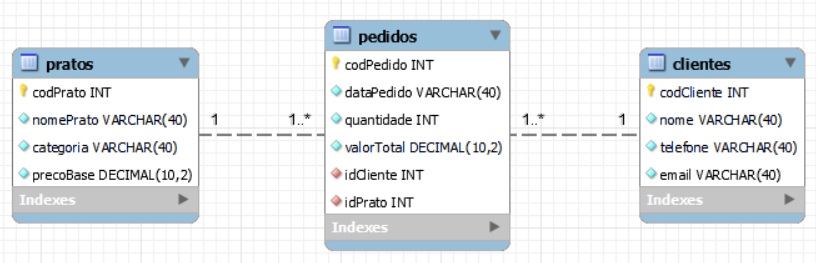 pratos
codPrato INT
nomePrato VARCHAR(40)
categoria VARCHAR(40)
precoBase DECIMAL(10,2)
Indexes
1
1..*
pedidos
codPedido INT
dataPedido VARCHAR(40)
quantidade INT
valorTotal DECIMAL(10,2)
idCliente INT
idPrato INT
Indexes
1..*
1
clientes
codCliente INT
nome VARCHAR(40)
telefone VARCHAR(40)
email VARCHAR(40)
Indexes